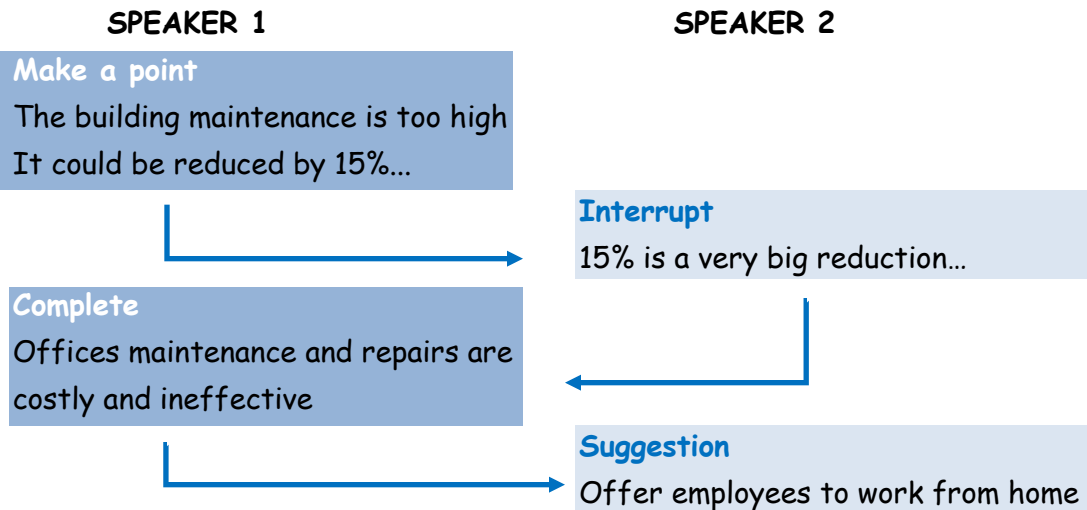 SPEAKER 1
SPEAKER 2
Make a point
The building maintenance is too high
It could be reduced by 15%...
Interrupt
15% is a very big reduction…
Complete
Offices maintenance and repairs are
costly and ineffective
Suggestion
Offer employees to work from home